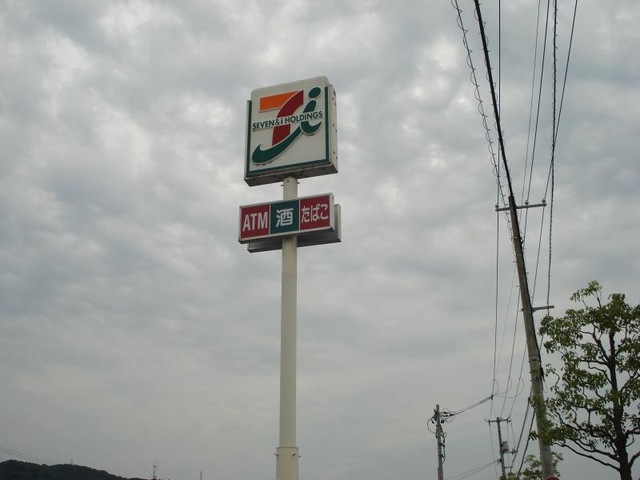 SEVEN & i HOLDINGS
ATM 酒 たばこ